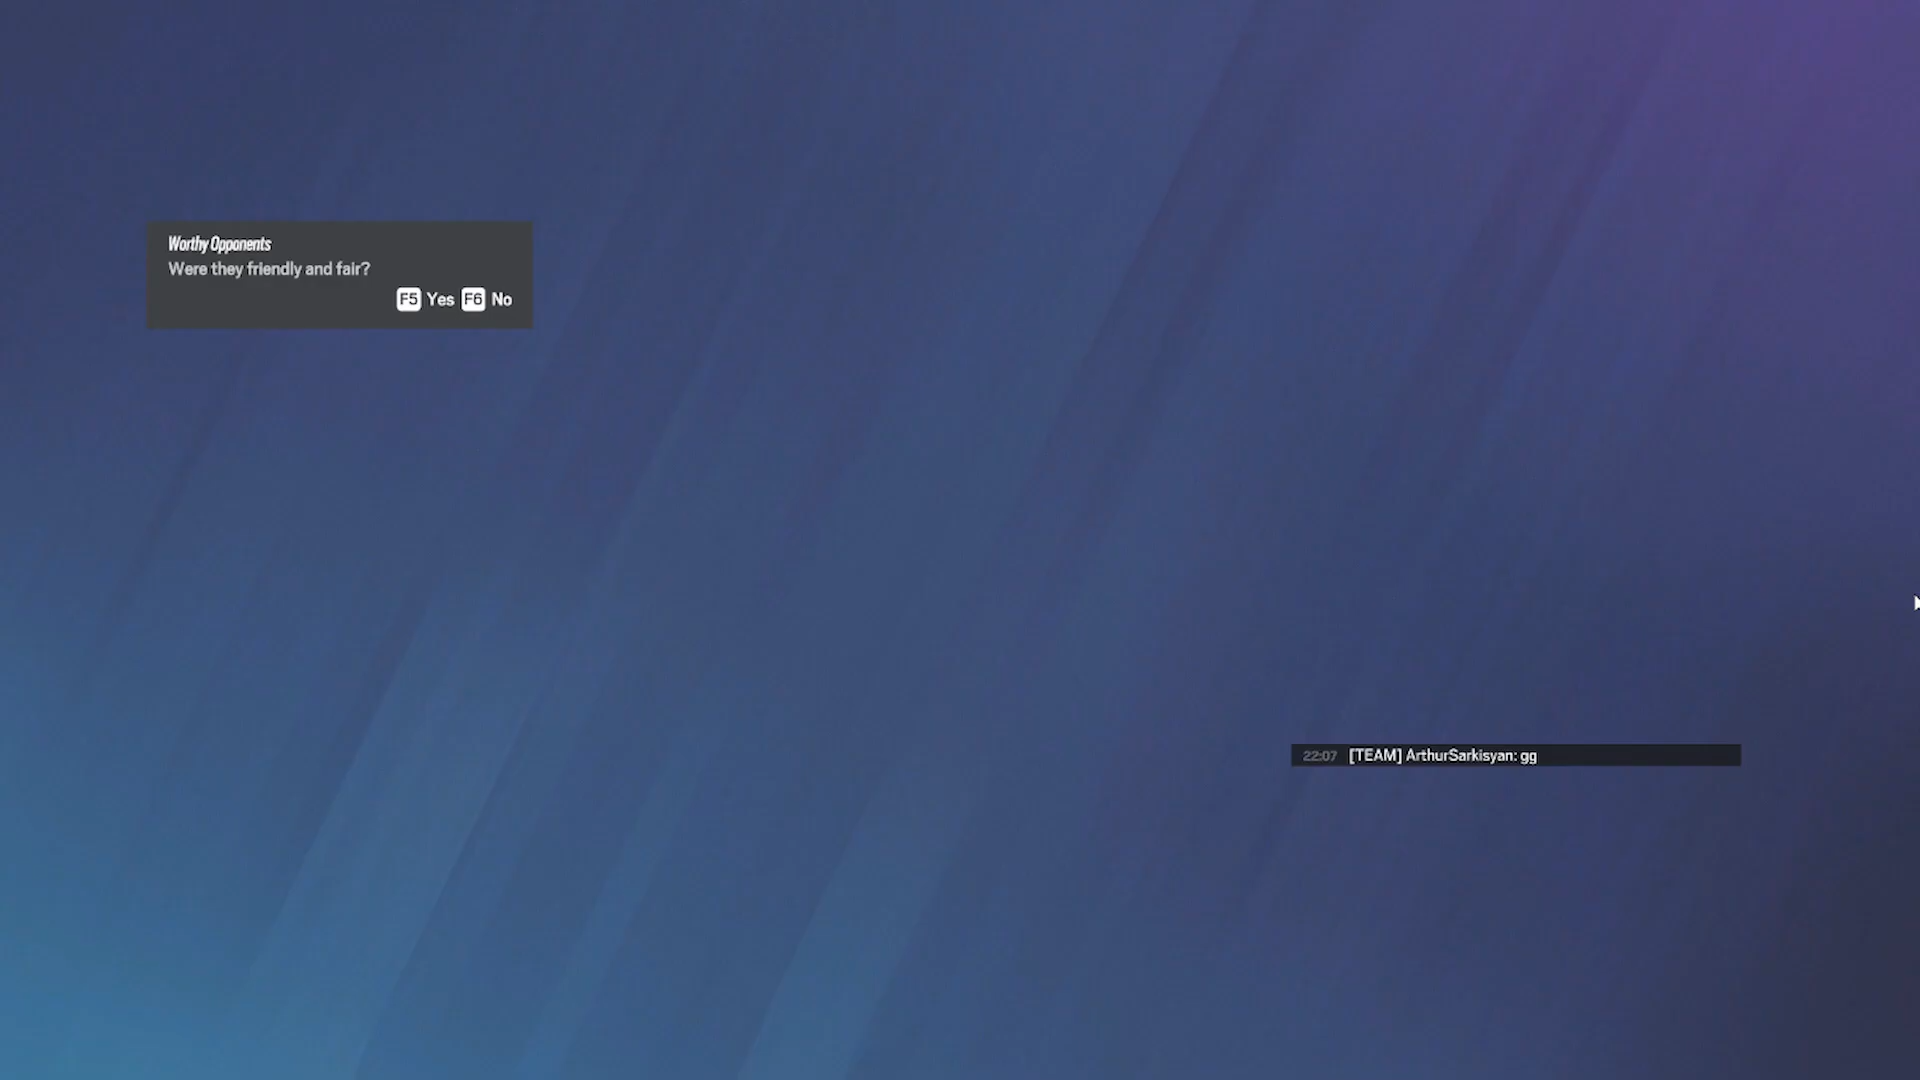 Worthy Opponents
Were they friendly and fair?
F5 Yes F6 No
22:07 [TEAM] ArthurSarkisyan: gg